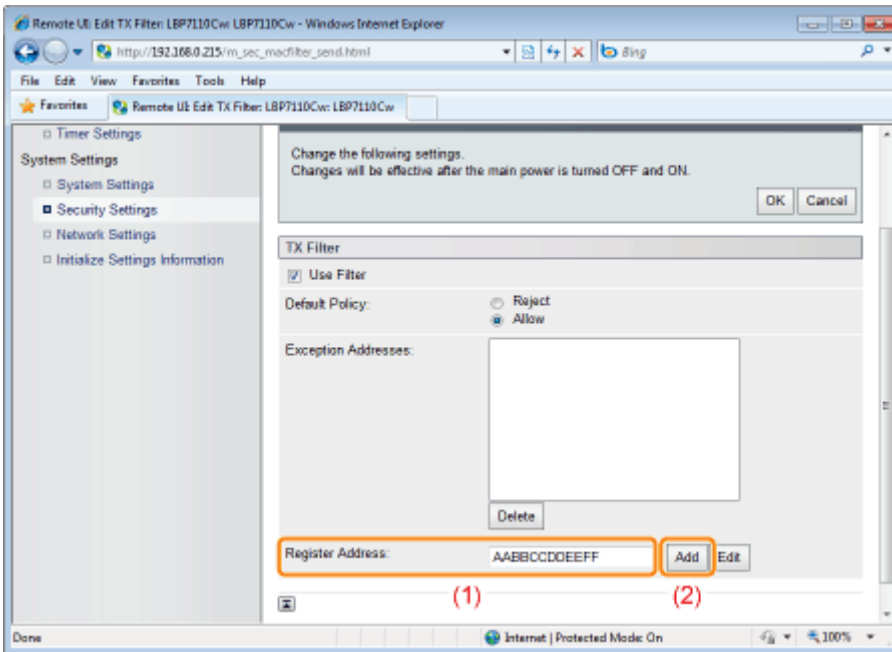 Remote UI: Edit TX Filter: LBP7110Cw: LBP7110Cw - Windows Internet Explorer
http://192.168.0.215/m_sec_macfilter_send.html
Bing
File Edit View Favorites Tools Help
Favorites
Remote UI: Edit TX Filter: LBP7110Cw: LBP7110Cw
Timer Settings
System Settings
System Settings
Security Settings
Network Settings
Initialize Settings Information
Change the following settings.
Changes will be effective after the main power is turned OFF and ON.
OK Cancel
TX Filter
Use Filter
Default Policy:
Reject
Allow
Exception Addresses:
Delete
Register Address: AABBCCDDEEFF Add Edit
(1) (2)
Done Internet | Protected Mode: On 100%